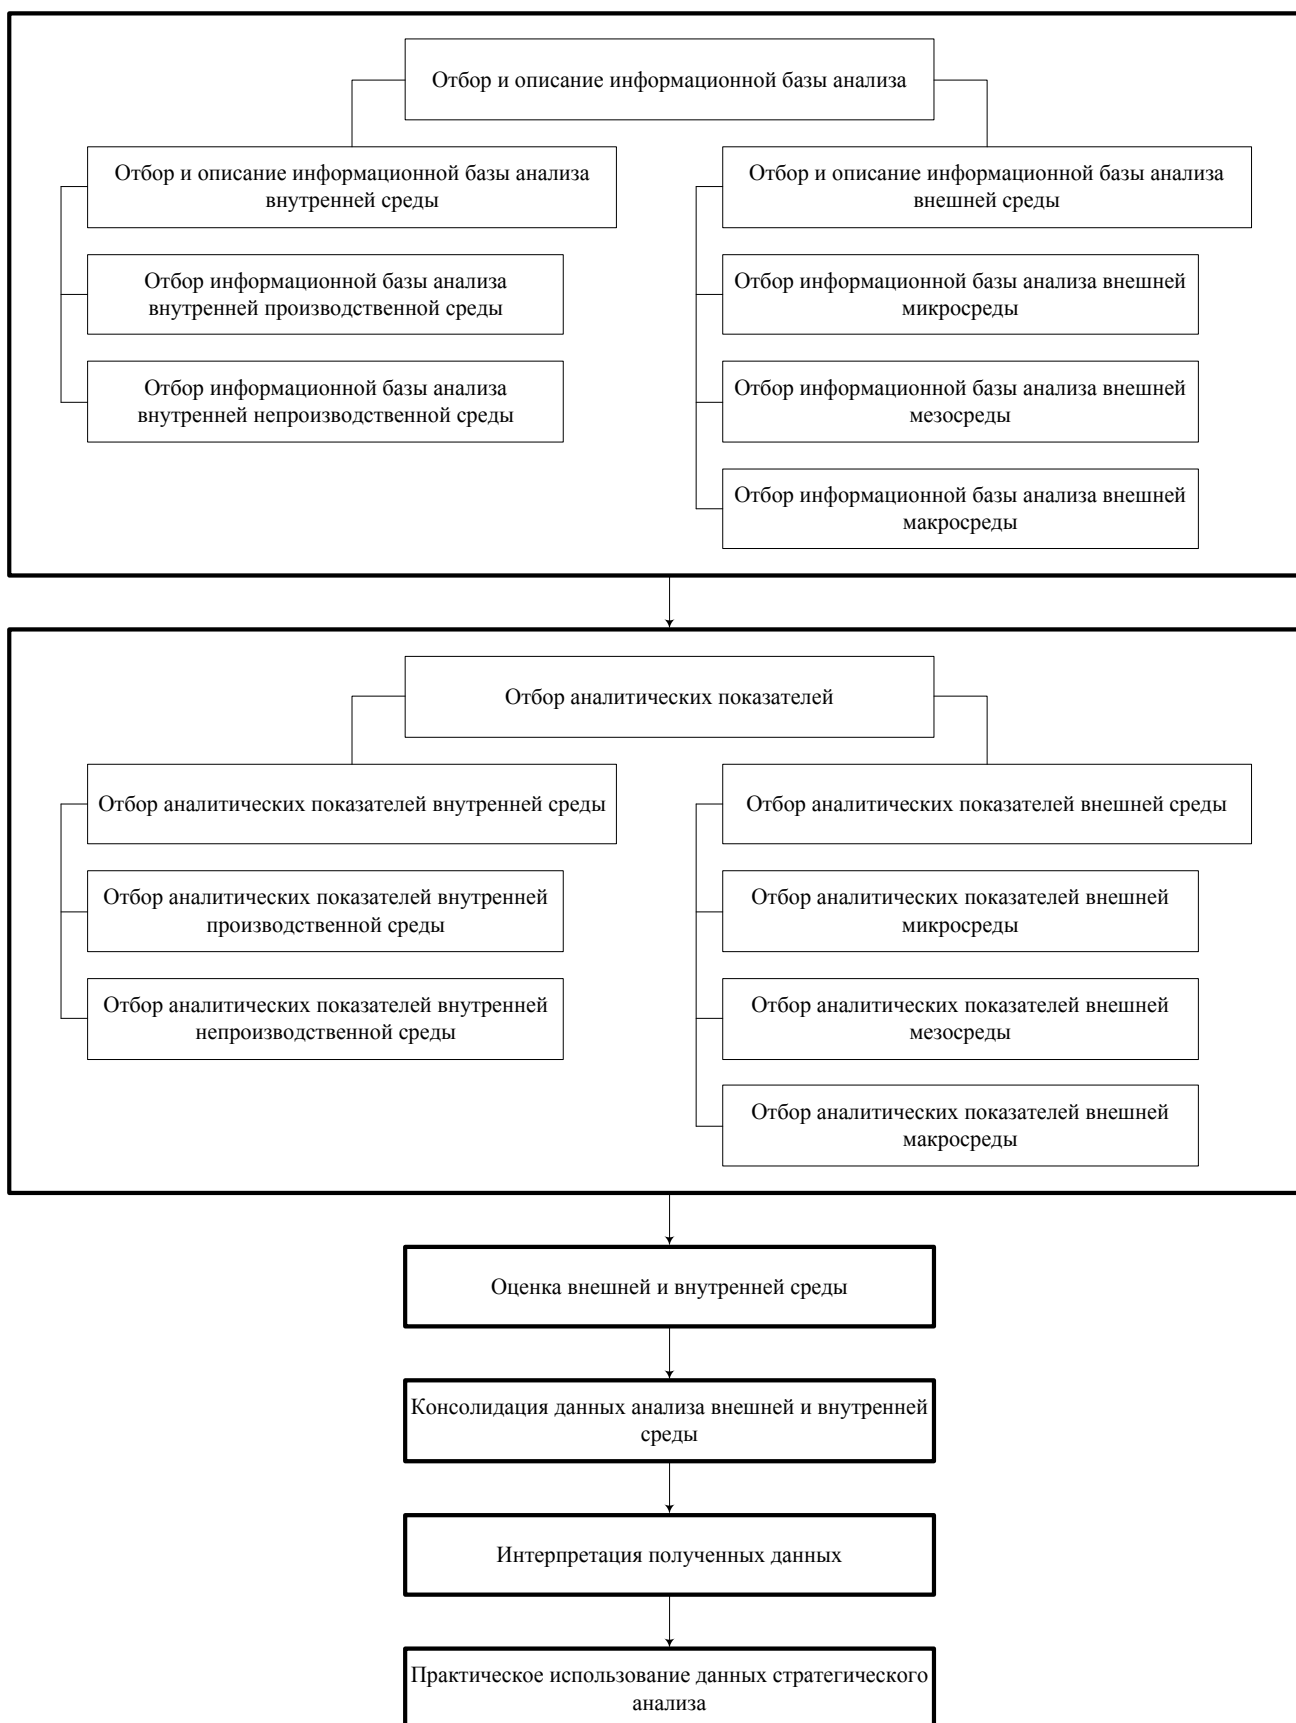 Отбор и описание информационной базы анализа
Отбор и описание информационной базы анализа
внутренней среды
Отбор информационной базы анализа
внутренней производственной среды
Отбор информационной базы анализа
внутренней непроизводственной среды
Отбор и описание информационной базы анализа
внешней среды
Отбор информационной базы анализа внешней
микросреды
Отбор информационной базы анализа внешней
мезосреды
Отбор информационной базы анализа внешней
макросреды
Отбор аналитических показателей
Отбор аналитических показателей внутренней среды
Отбор аналитических показателей внутренней
производственной среды
Отбор аналитических показателей внутренней
непроизводственной среды
Отбор аналитических показателей внешней среды
Отбор аналитических показателей внешней
микросреды
Отбор аналитических показателей внешней
мезосреды
Отбор аналитических показателей внешней
макросреды
Оценка внешней и внутренней среды
Консолидация данных анализа внешней и внутренней
среды
Интерпретация полученных данных
Практическое использование данных стратегического
анализа